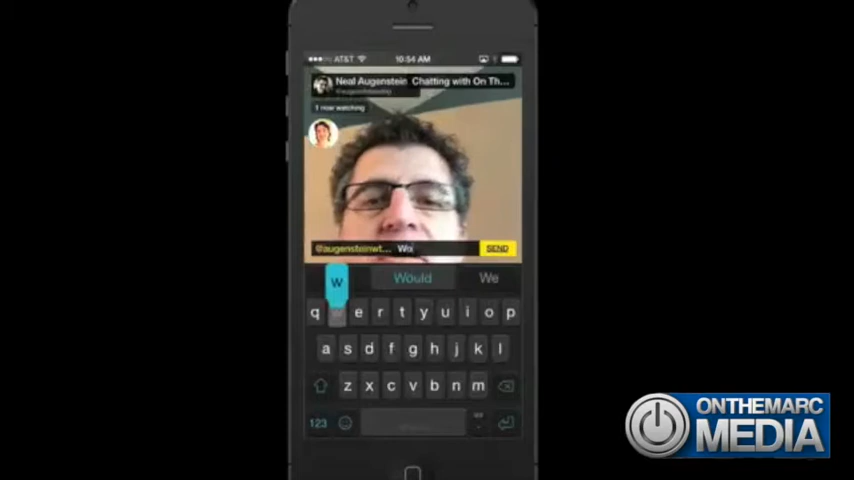 AT&T 10:54 AM
Neal Augenstein Chatting with On Th...
1 now watching
@augensteinwt... Wo
SEND
W
Would We
q e r t y u i o p
a s d f g h j k l
z x c v b n m
123
ONTHEMARC
MEDIA